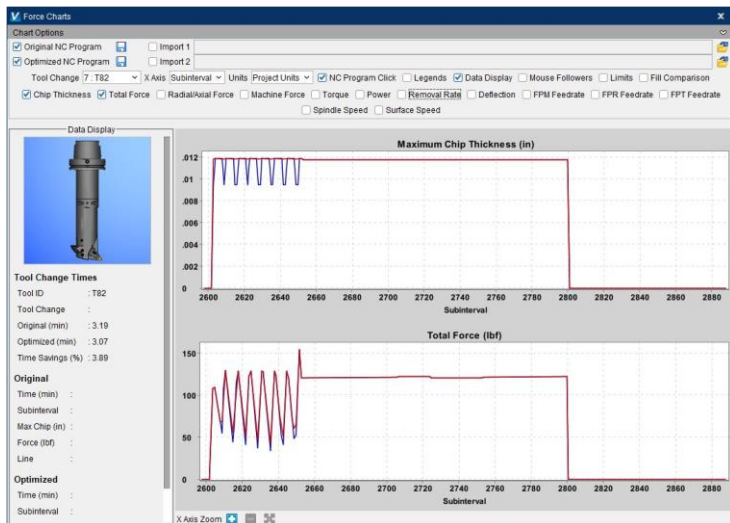 Force Charts X
Chart Options
Original NC Program Import 1
Optimized NC Program Import 2
Tool Change 7 : T82 X Axis Subinterval Units Project Units NC Program Click Legends Data Display Mouse Followers Limits Fill Comparison
Chip Thickness Total Force Radial/Axial Force Machine Force Torque Power Removal Rate Deflection FPM Feedrate FPR Feedrate FPT Feedrate
Spindle Speed Surface Speed
Data Display
Tool Change Times
Tool ID : T82
Tool Change :
Original (min) : 3.19
Optimized (min) : 3.07
Time Savings (%) : 3.89
Original
Time (min) :
Subinterval :
Max Chip (in) :
Force (lbf) :
Line :
Optimized
Time (min) :
Subinterval :
Maximum Chip Thickness (in)
.012
.01
.008
.006
.004
.002
0
2600 2620 2640 2660 2680 2700 2720 2740 2760 2780 2800 2820 2840 2860 2880
Subinterval
Total Force (lbf)
150
100
50
0
2600 2620 2640 2660 2680 2700 2720 2740 2760 2780 2800 2820 2840 2860 2880
Subinterval
X Axis Zoom